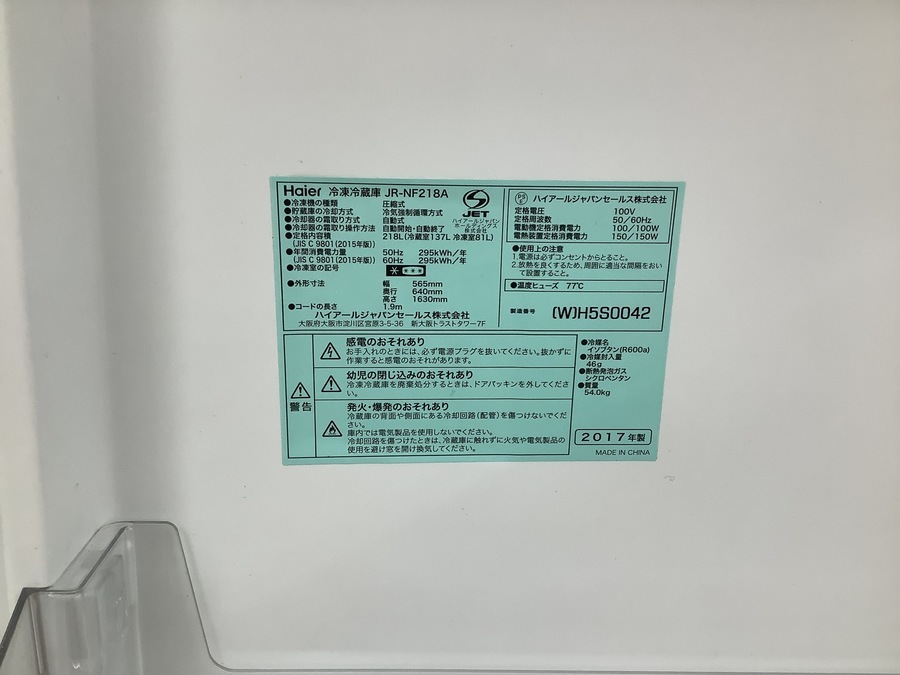 Haier 冷凍冷蔵庫 JR-NF218A
●冷凍機の種類 圧縮式
●貯蔵庫の冷却方式 冷気強制循環方式
●冷却器の霜取り方式 自動式
●冷却器の霜取り操作方法 自動開始・自動終了
●定格内容積 218L(冷蔵室137L 冷凍室81L)
(JIS C 9801(2015年版))
●年間消費電力量 50Hz 295kWh/年
(JIS C 9801(2015年版)) 60Hz 295kWh/年
●冷凍室の記号
●外形寸法 幅 565mm
奥行 640mm
高さ 1630mm
●コードの長さ 1.9m
ハイアールジャパンセールス株式会社
大阪府大阪市淀川区宮原3-5-36 新大阪トラストタワー7F
JET
ハイアールジャパン
ホールディングス
株式会社
PS
E
ハイアールジャパンセールス株式会社
定格電圧 100V
定格周波数 50/60Hz
電動機定格消費電力 100/100W
電熱装置定格消費電力 150/150W
●使用上の注意
1.電源は必ずコンセントからとること。
2.放熱を良くするため、周囲に適当な間隔をおい
て設置すること。
●温度ヒューズ 77℃
製造番号 (W)H5S0042
警告
感電のおそれあり
お手入れのときには、必ず電源プラグを抜いてください。抜かずに
作業すると感電のおそれがあります。
幼児の閉じ込みのおそれあり
冷凍冷蔵庫を廃棄処分するときは、ドアパッキンを外してくださ
い。
発火・爆発のおそれあり
冷蔵庫の背面や側面にある冷却回路(配管)を傷つけないでくだ
さい。
庫内では電気製品を使用しないでください。
冷却回路を傷つけたときは、冷蔵庫に触れずに火気や電気製品の
使用を避け窓を開け換気してください。
●冷媒名
イソブタン(R600a)
●冷媒封入量
46g
●断熱発泡ガス
シクロペンタン
●質量
54.0kg
2017年製
MADE IN CHINA